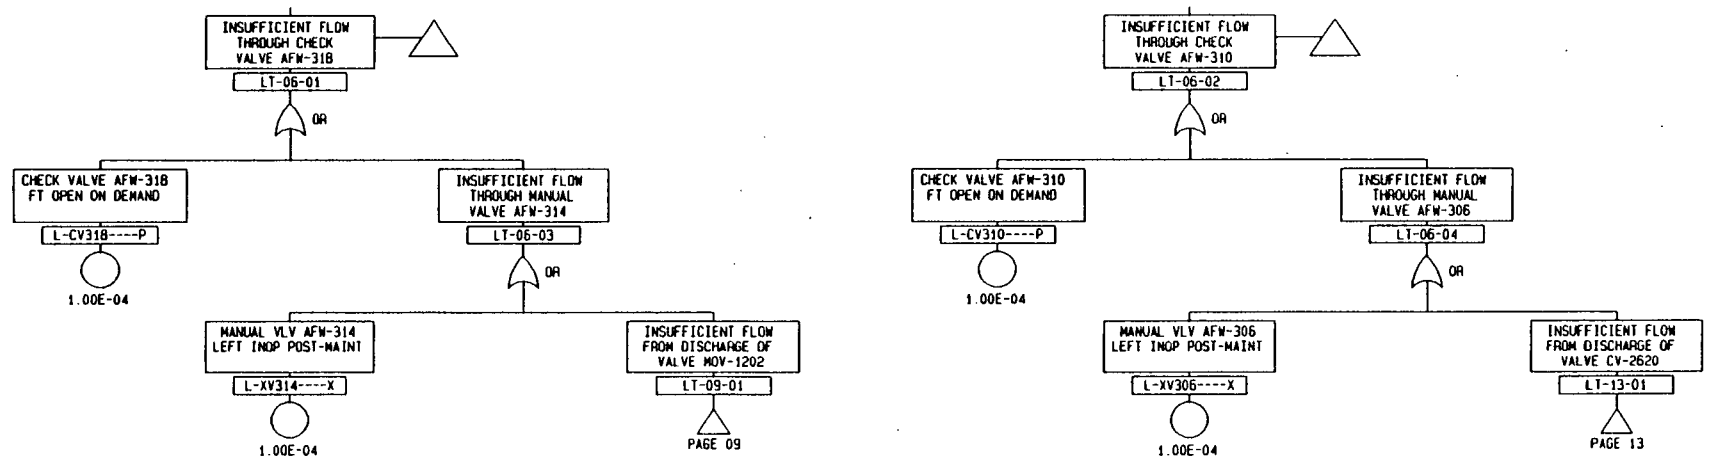 INSUFFICIENT FLOW
THROUGH CHECK
VALVE AFW-318
LT-06-01
OR
CHECK VALVE AFW-318
FT OPEN ON DEMAND
L-CV318----P
1.00E-04
INSUFFICIENT FLOW
THROUGH MANUAL
VALVE AFW-314
LT-06-03
OR
MANUAL VLV AFW-314
LEFT INOP POST-MAINT
L-XV314----X
1.00E-04
INSUFFICIENT FLOW
FROM DISCHARGE OF
VALVE MOV-1202
LT-09-01
PAGE 09
INSUFFICIENT FLOW
THROUGH CHECK
VALVE AFW-310
LT-06-02
OR
CHECK VALVE AFW-310
FT OPEN ON DEMAND
L-CV310----P
1.00E-04
INSUFFICIENT FLOW
THROUGH MANUAL
VALVE AFW-306
LT-06-04
OR
MANUAL VLV AFW-306
LEFT INOP POST-MAINT
L-XV306----X
1.00E-04
INSUFFICIENT FLOW
FROM DISCHARGE OF
VALVE CV-2620
LT-13-01
PAGE 13